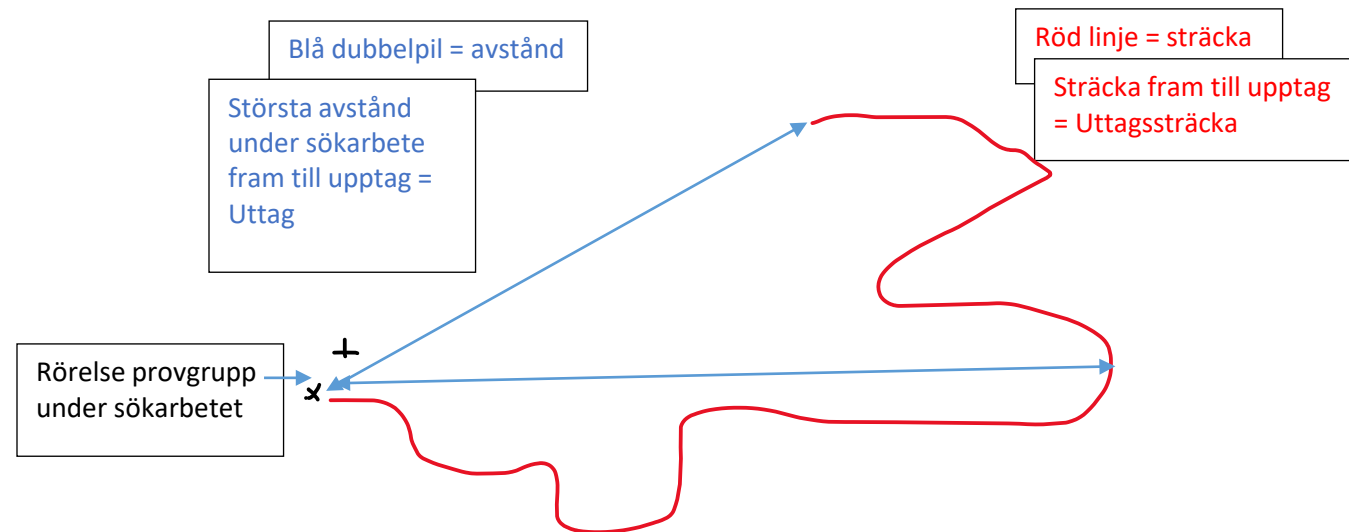 Blå dubbelpil = avstånd
Största avstånd
under sökarbete
fram till upptag =
Uttag
Röd linje = sträcka
Sträcka fram till upptag
= Uttagssträcka
Rörelse provgrupp
under sökarbetet